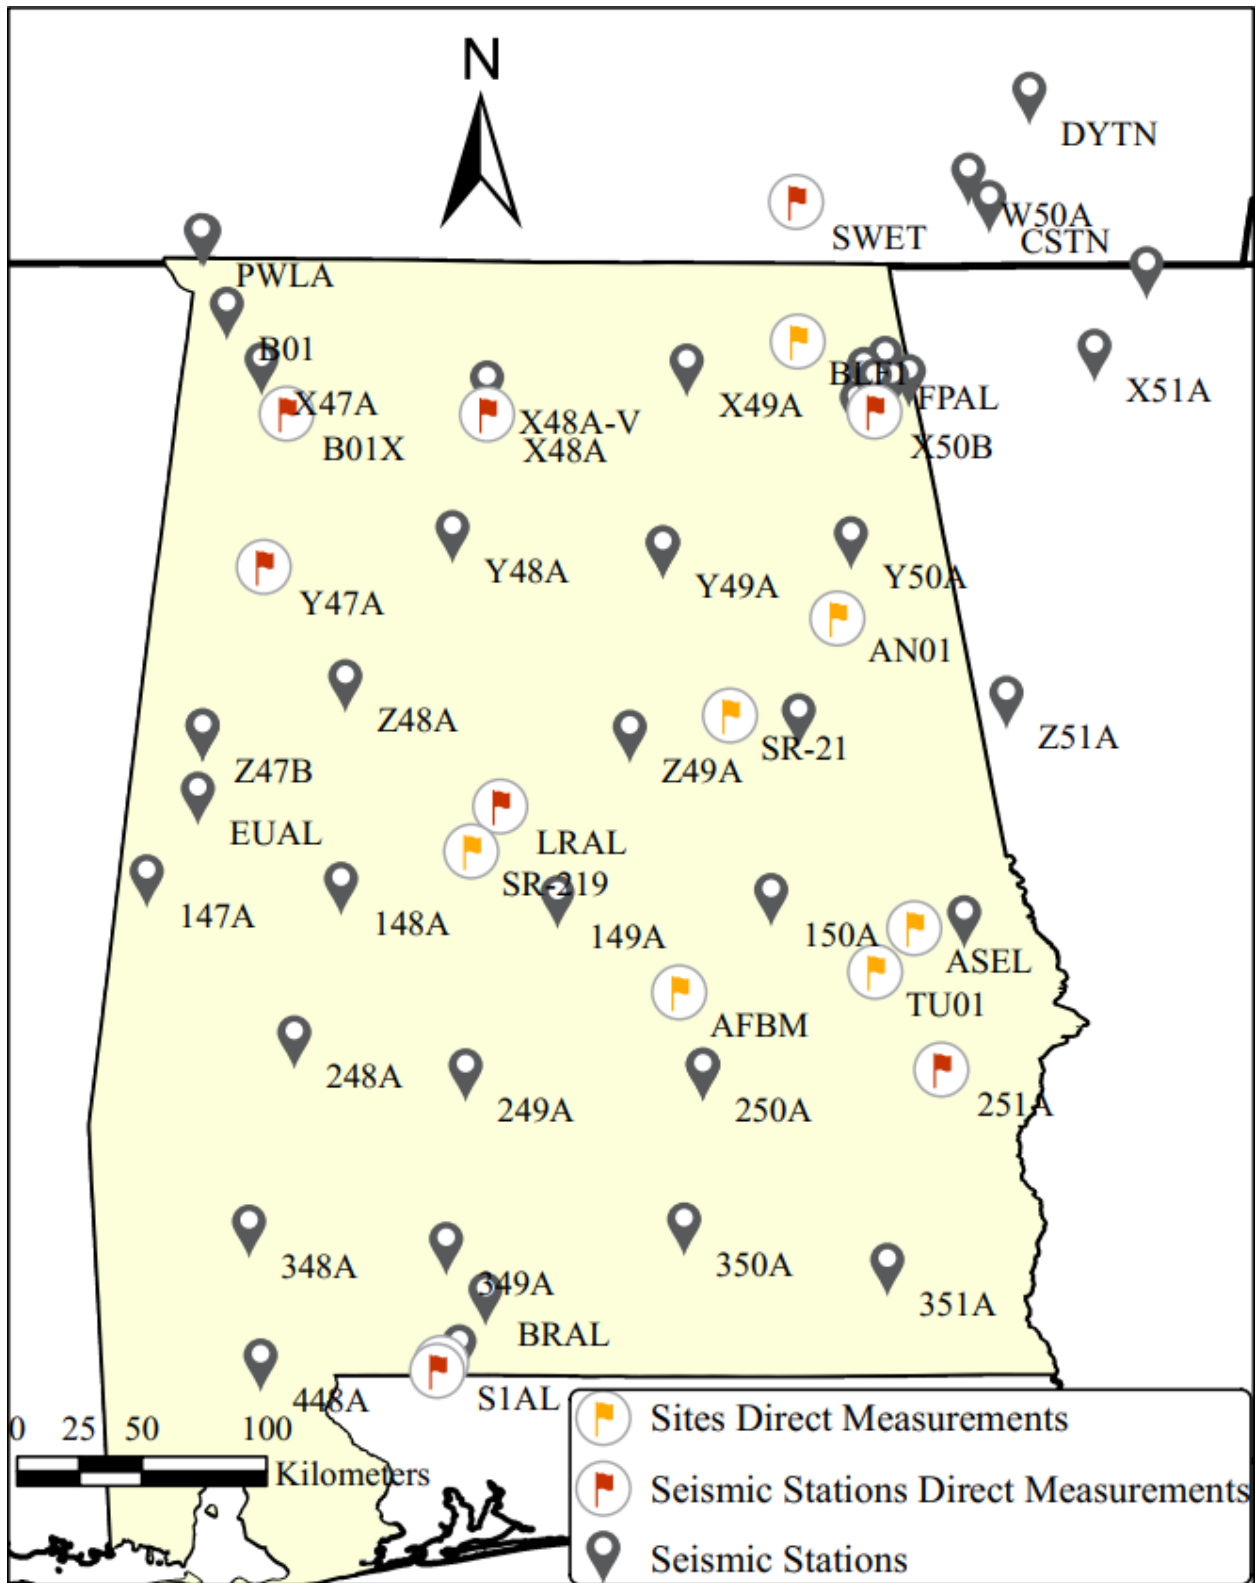 N
DYTN
W50A
SWET
CSTN
PWLA
B01
BLF1
X47A
X49A
FPAL
X51A
X48A-V
B01X
X48A
X50B
Y48A
Y49A
Y50A
Y47A
AN01
Z48A
SR-21
Z51A
Z47B
Z49A
EUAL
LRAL
SR-219
147A
148A
149A
150A
ASEL
TU01
AFBM
248A
249A
250A
251A
348A
349A
350A
351A
BRAL
448A
S1AL
0 25 50 100
Kilometers
Sites Direct Measurements
Seismic Stations Direct Measurements
Seismic Stations